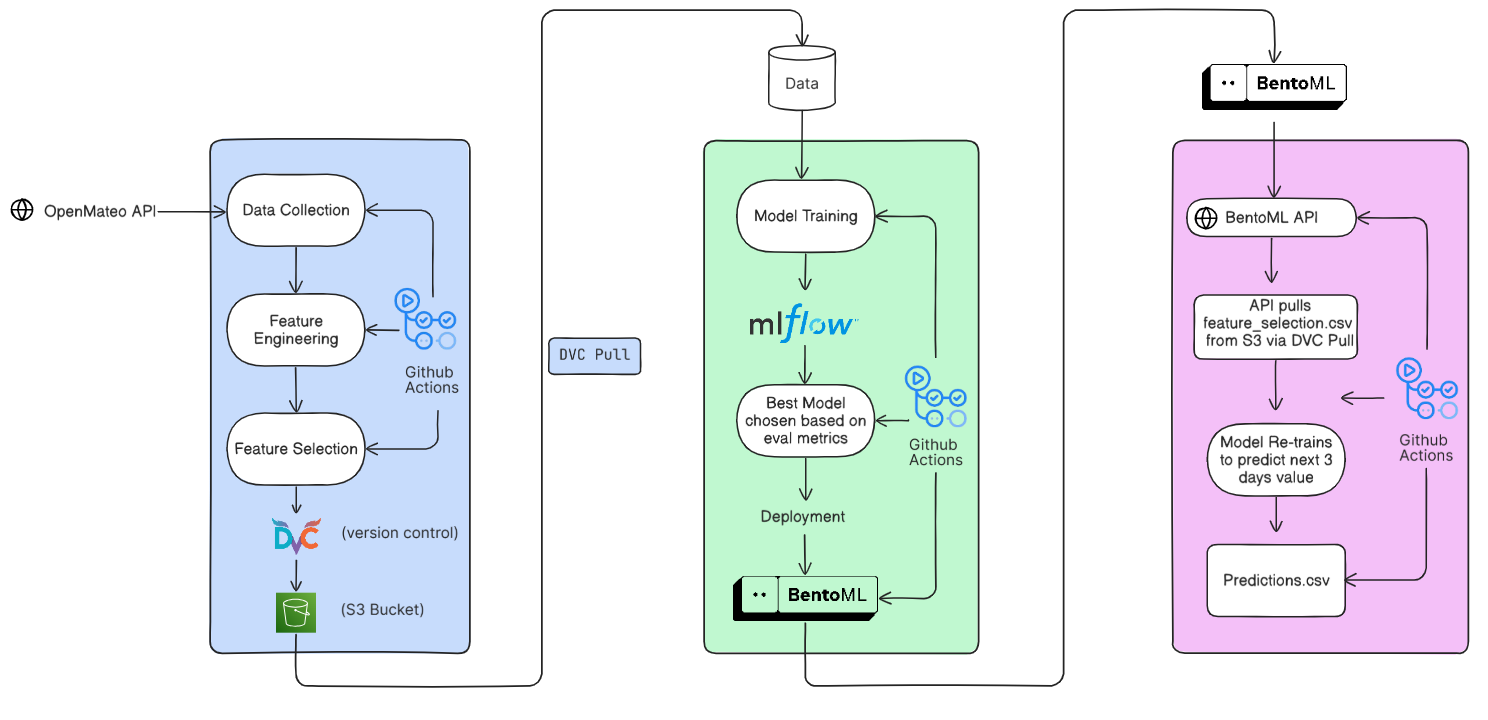 OpenMateo API
Data Collection
Feature
Engineering
Github
Actions
Feature Selection
DVC
(version control)
(S3 Bucket)
DVC Pull
Data
Model Training
mlflow
Best Model
chosen based on
eval metrics
Github
Actions
Deployment
BentoML
BentoML
BentoML API
API pulls
feature_selection.csv
from S3 via DVC Pull
Github
Actions
Model Re-trains
to predict next 3
days value
Predictions.csv